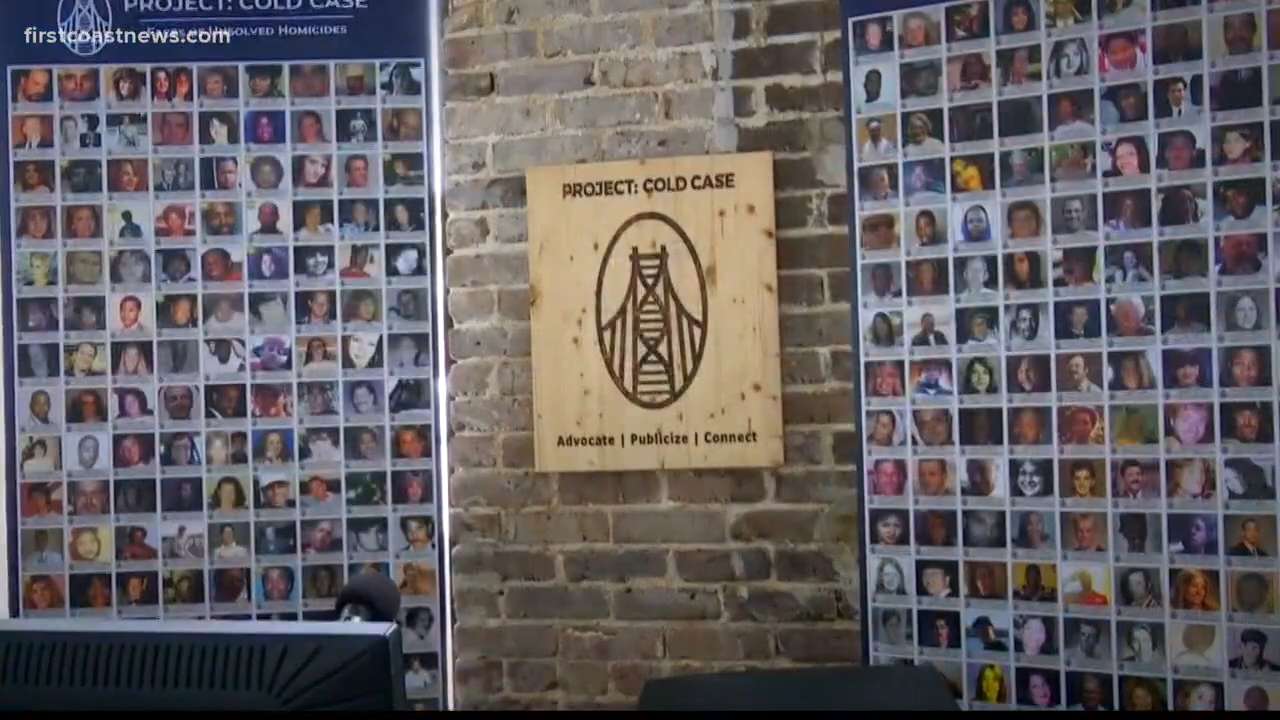 PROJECT: COLD CASE
firstcoastnews.com
Unsolved Homicides
PROJECT: COLD CASE
Advocate | Publicize | Connect